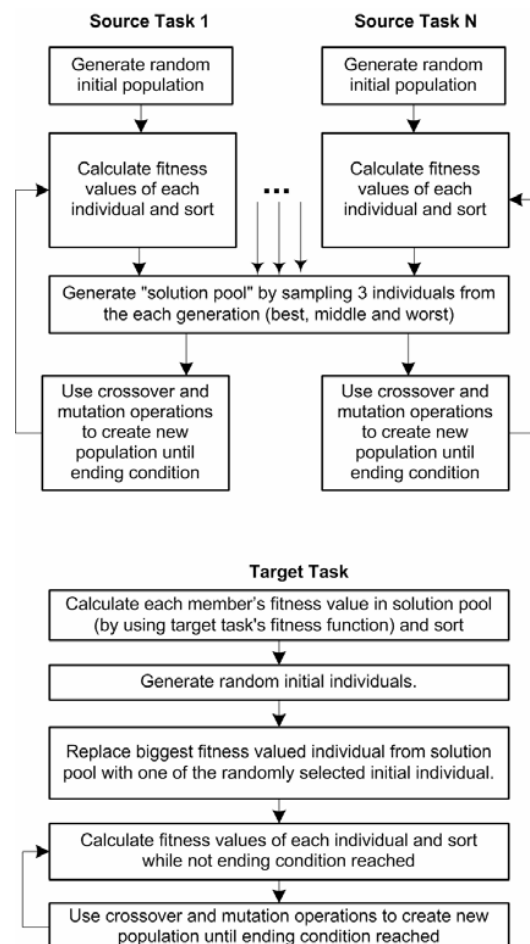 Source Task 1
Source Task N
Generate random
initial population
Generate random
initial population
Calculate fitness
values of each
individual and sort
...
Calculate fitness
values of each
individual and sort
Generate "solution pool" by sampling 3 individuals from
the each generation (best, middle and worst)
Use crossover and
mutation operations
to create new
population until
ending condition
Use crossover and
mutation operations
to create new
population until
ending condition
Target Task
Calculate each member's fitness value in solution pool
(by using target task's fitness function) and sort
Generate random initial individuals.
Replace biggest fitness valued individual from solution
pool with one of the randomly selected initial individual.
Calculate fitness values of each individual and sort
while not ending condition reached
Use crossover and mutation operations to create new
population until ending condition reached